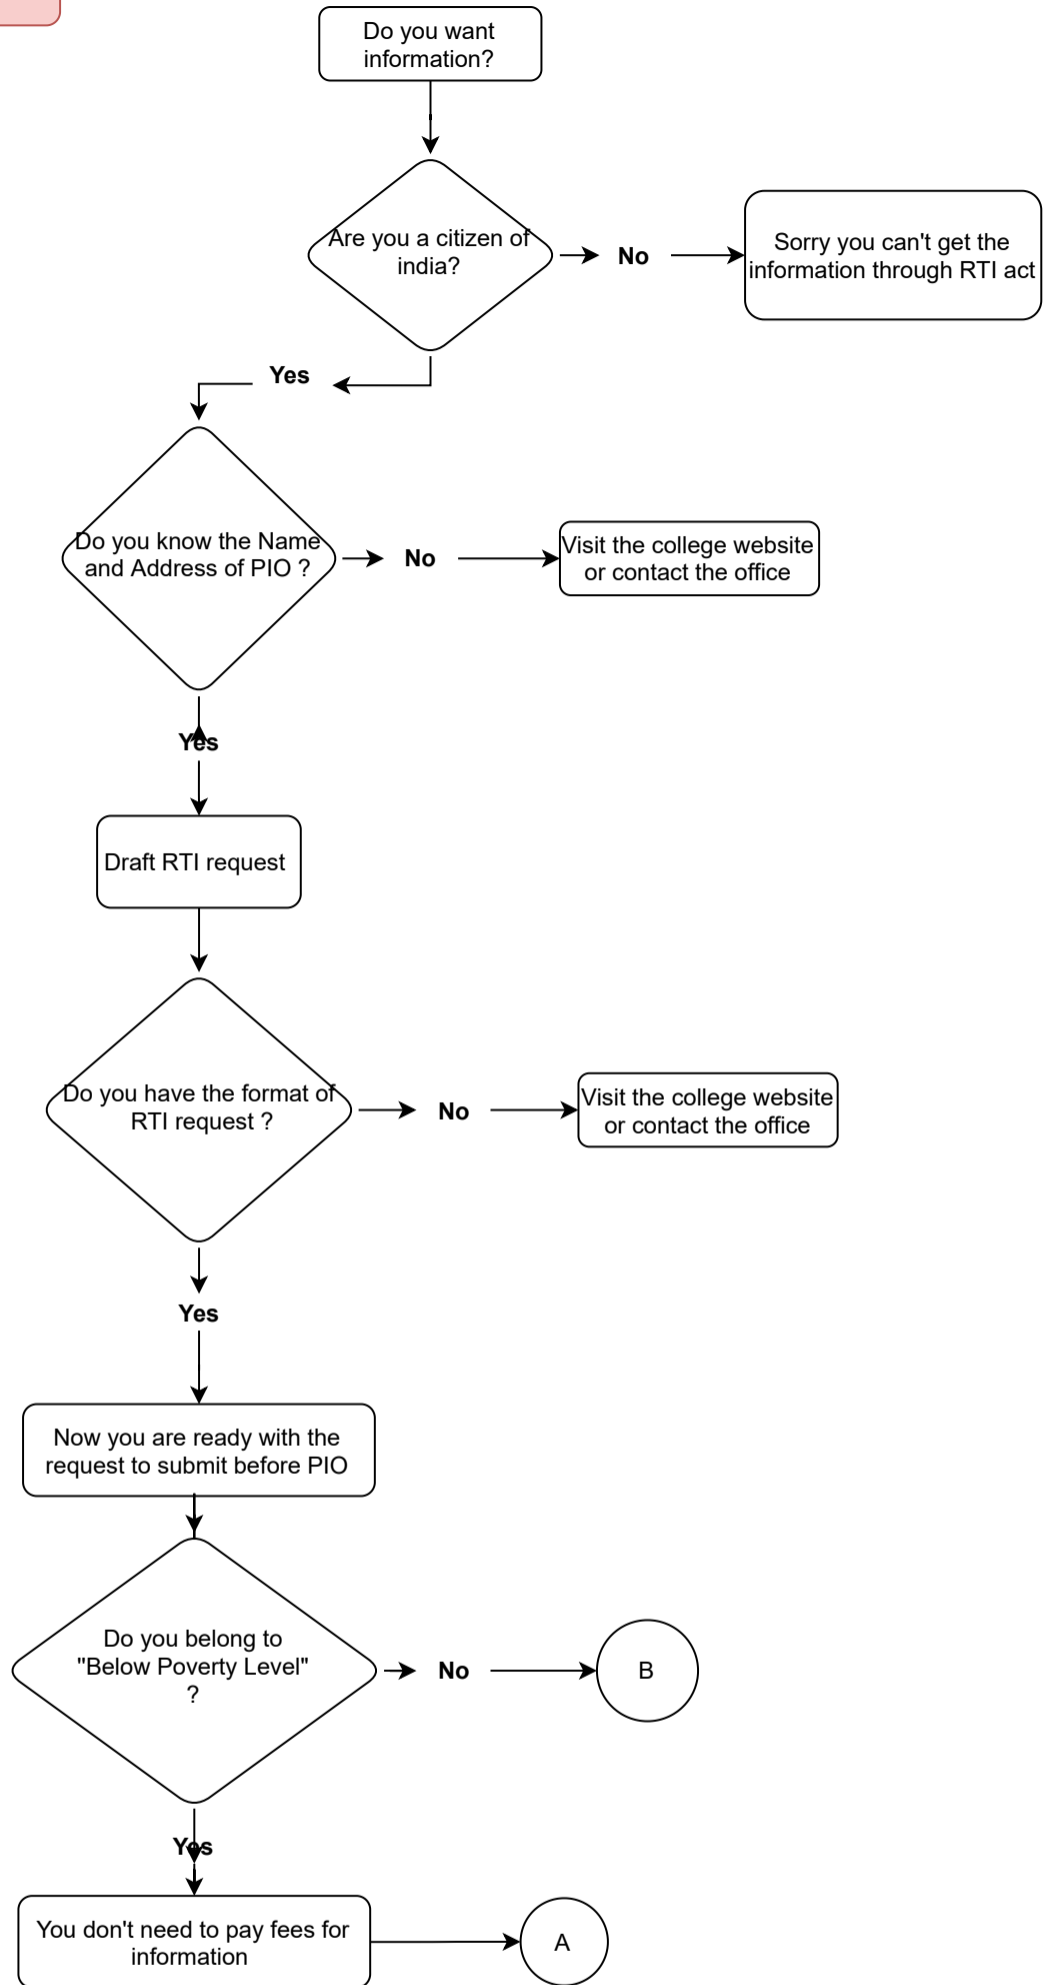 Do you want
information?
Are you a citizen of
india?
No
Sorry you can't get the
information through RTI act
Yes
Do you know the Name
and Address of PIO ?
No
Visit the college website
or contact the office
Yes
Draft RTI request
Do you have the format of
RTI request ?
No
Visit the college website
or contact the office
Yes
Now you are ready with the
request to submit before PIO
Do you belong to
"Below Poverty Level"
?
No
B
Yes
You don't need to pay fees for
information
A